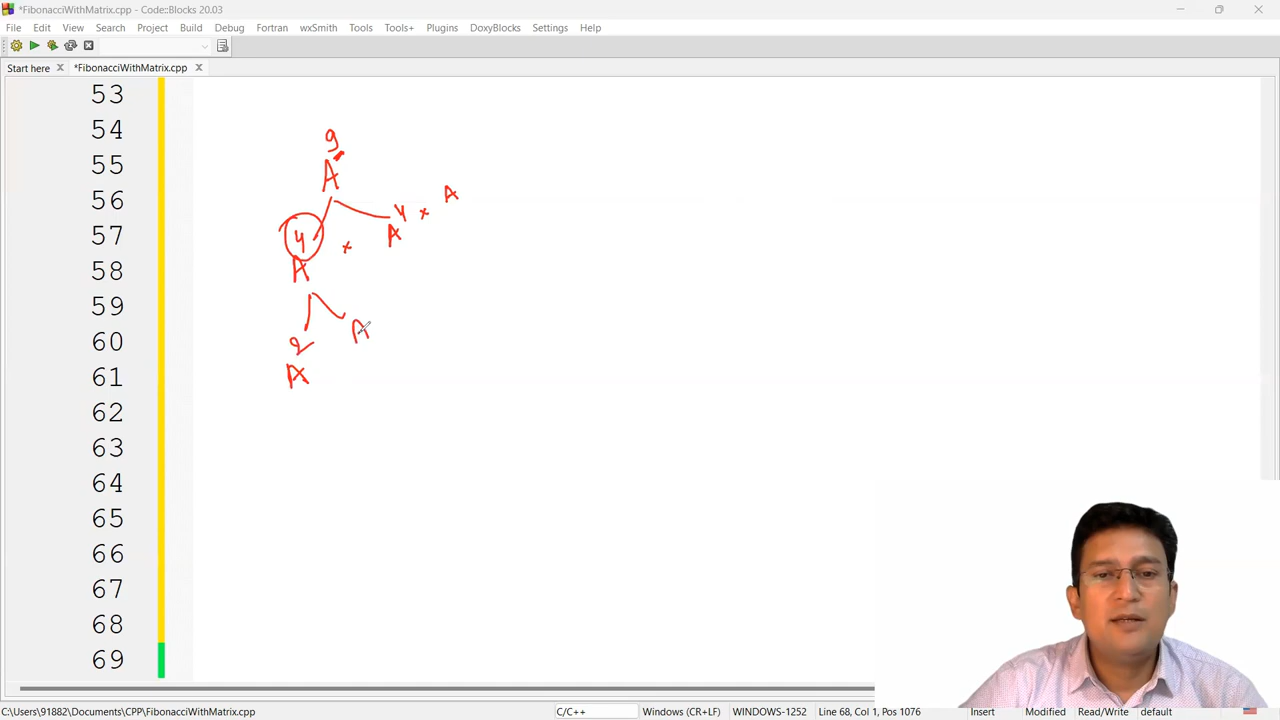 *FibonacciWithMatrix.cpp - Code::Blocks 20.03
File Edit View Search Project Build Debug Fortran wxSmith Tools Tools+ Plugins DoxyBlocks Settings Help
Start here *FibonacciWithMatrix.cpp
53
54
9
55
A
56
4 × A
57
4 × A
58
A
59
60
2 A
61
A
62
63
64
65
66
67
68
69
C:\Users\91882\Documents\CPP\FibonacciWithMatrix.cpp C/C++ Windows (CR+LF) WINDOWS-1252 Line 68, Col 1, Pos 1076 Insert Modified Read/Write default